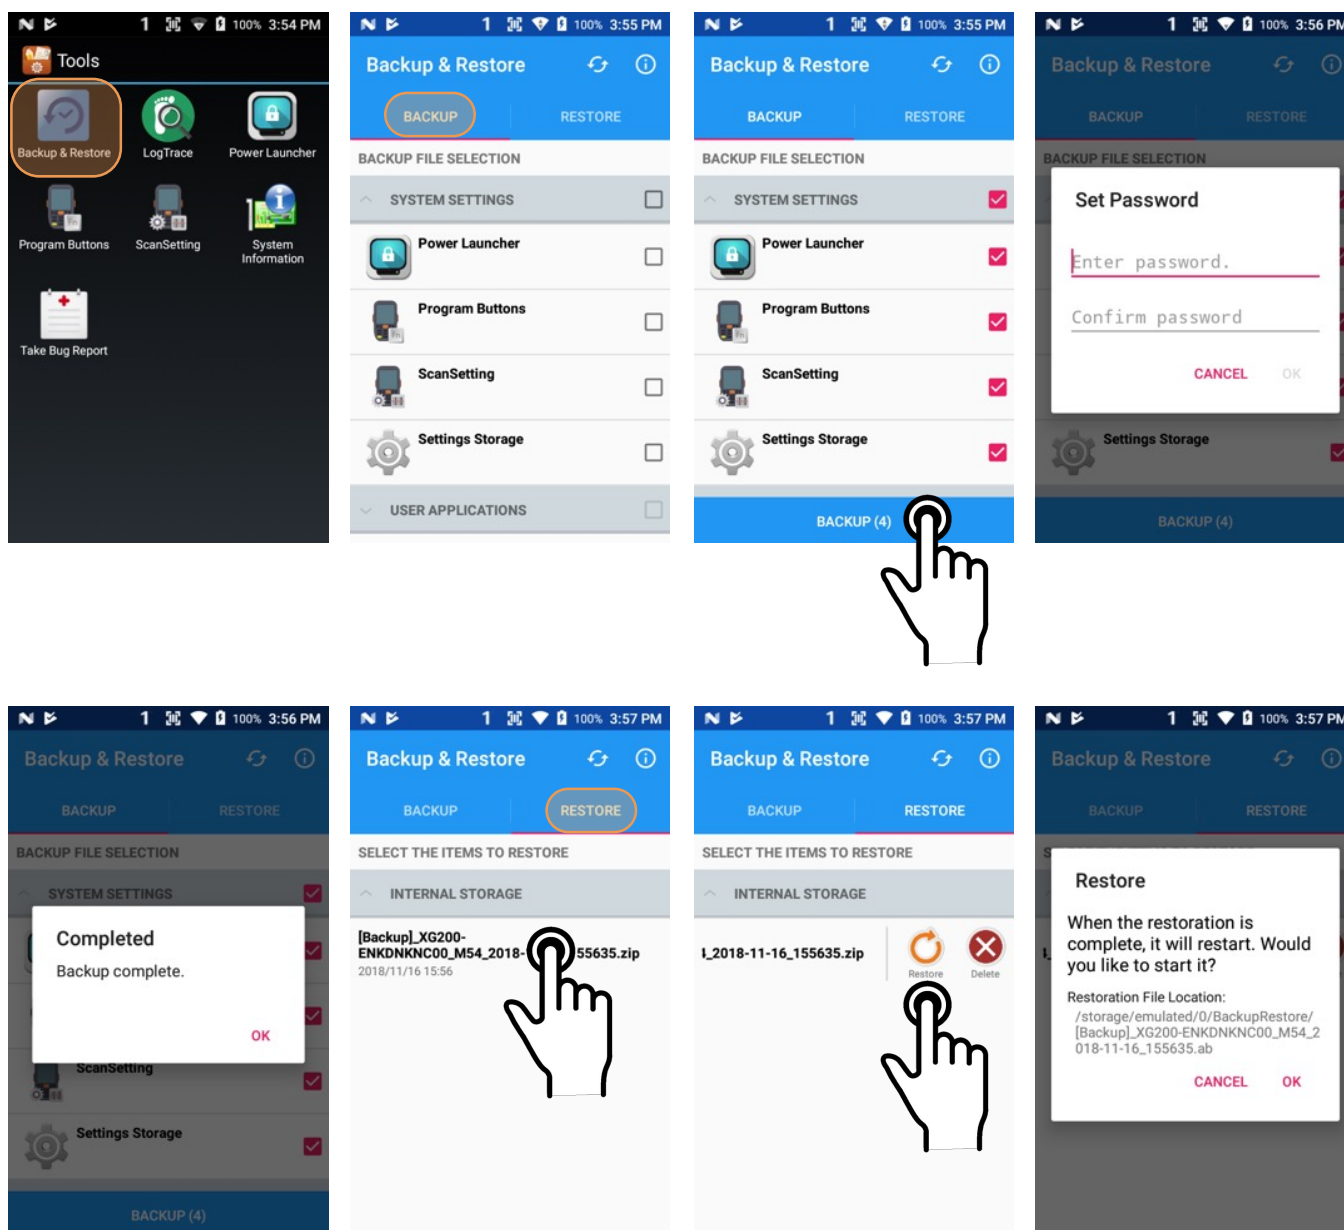 1 100% 3:54 PM
Tools
Backup & Restore
LogTrace
Power Launcher
Program Buttons
ScanSetting
System
Information
Take Bug Report
1 100% 3:55 PM
Backup & Restore
BACKUP RESTORE
BACKUP FILE SELECTION
SYSTEM SETTINGS
Power Launcher
Program Buttons
Fn
ScanSetting
Settings Storage
USER APPLICATIONS
1 100% 3:55 PM
Backup & Restore
BACKUP RESTORE
BACKUP FILE SELECTION
SYSTEM SETTINGS
Power Launcher
Program Buttons
Fn
ScanSetting
Settings Storage
BACKUP (4)
1 100% 3:56 PM
Backup & Restore
BACKUP RESTORE
BACKUP FILE SELECTION
Set Password
Enter password.
Confirm password
CANCEL OK
Settings Storage
BACKUP (4)
1 100% 3:56 PM
Backup & Restore
BACKUP RESTORE
BACKUP FILE SELECTION
SYSTEM SETTINGS
Completed
Backup complete.
OK
ScanSetting
Settings Storage
BACKUP (4)
1 100% 3:57 PM
Backup & Restore
BACKUP RESTORE
SELECT THE ITEMS TO RESTORE
INTERNAL STORAGE
[Backup]_XG200-
ENKDNKNC00_M54_2018- 55635.zip
2018/11/16 15:56
1 100% 3:57 PM
Backup & Restore
BACKUP RESTORE
SELECT THE ITEMS TO RESTORE
INTERNAL STORAGE
_2018-11-16_155635.zip
Restore Delete
1 100% 3:57 PM
Backup & Restore
BACKUP RESTORE
Restore
When the restoration is
complete, it will restart. Would
you like to start it?
Restoration File Location:
/storage/emulated/0/BackupRestore/
[Backup]_XG200-ENKDNKNC00_M54_2
018-11-16_155635.ab
CANCEL OK